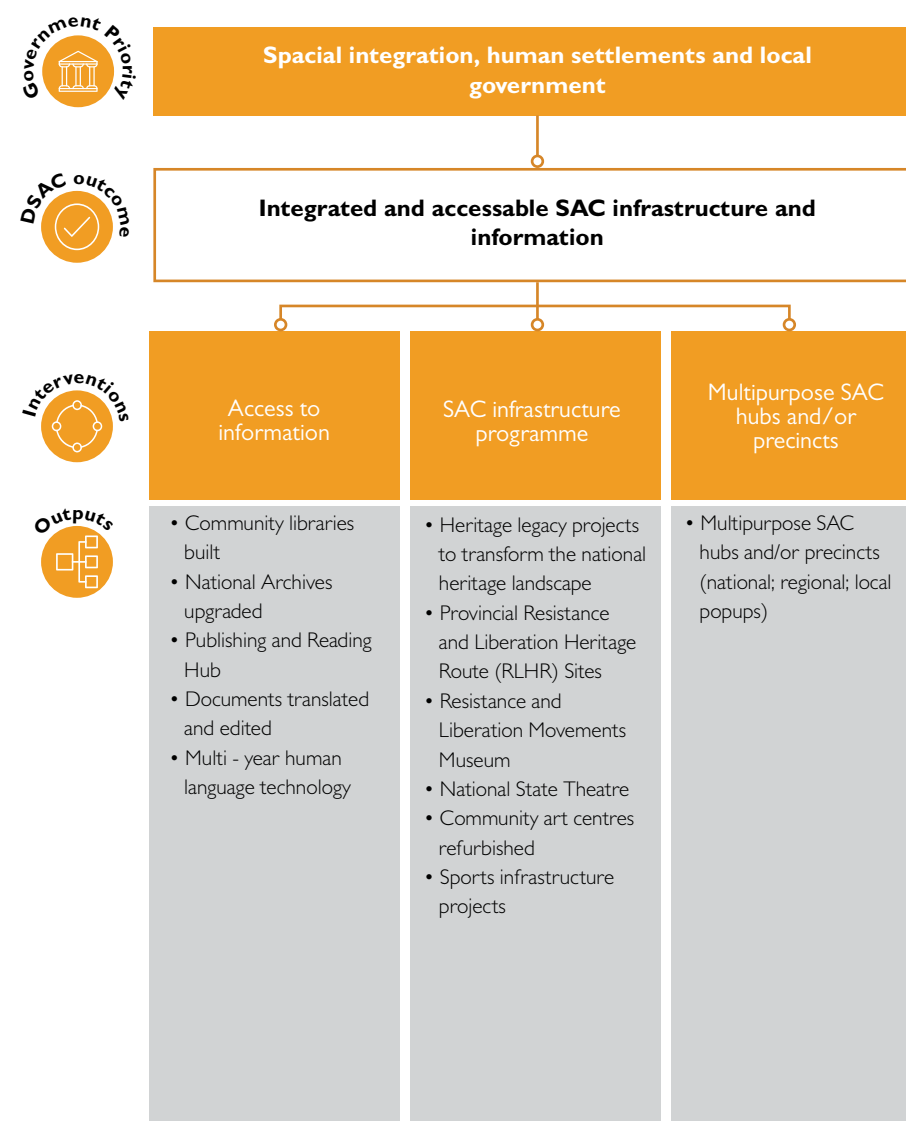 Government Priority
Spacial integration, human settlements and local
government
DSAC outcome
Integrated and accessable SAC infrastructure and
information
Interventions
Access to
information
SAC infrastructure
programme
Multipurpose SAC
hubs and/or
precincts
Outputs
• Community libraries
built
• National Archives
upgraded
• Publishing and Reading
Hub
• Documents translated
and edited
• Multi - year human
language technology
• Heritage legacy projects
to transform the national
heritage landscape
• Provincial Resistance
and Liberation Heritage
Route (RLHR) Sites
• Resistance and
Liberation Movements
Museum
• National State Theatre
• Community art centres
refurbished
• Sports infrastructure
projects
• Multipurpose SAC
hubs and/or precincts
(national; regional; local
popups)